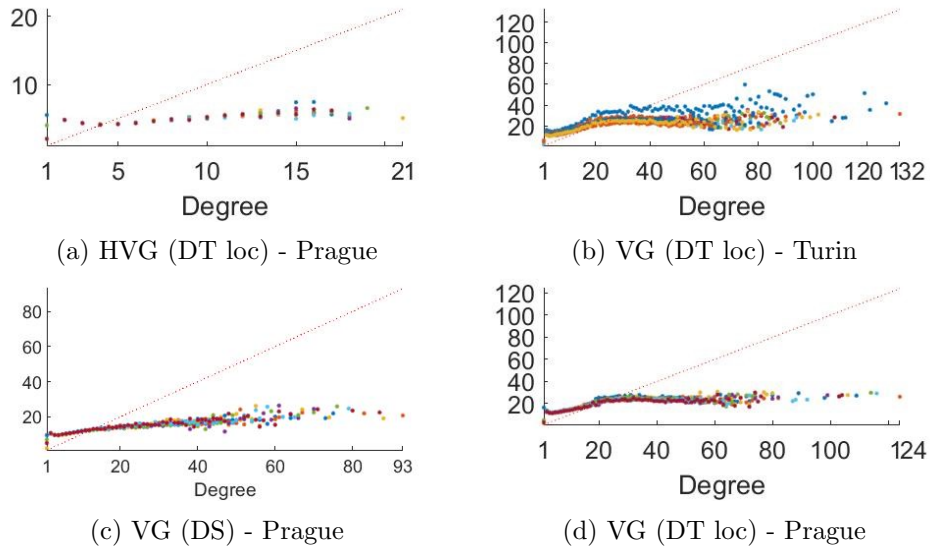 20
10
1 5 10 15 21
Degree
(a) HVG (DT loc) - Prague
120
100
80
60
40
20
1 20 40 60 80 100 120 132
Degree
(b) VG (DT loc) - Turin
80
60
40
20
1 20 40 60 80 93
Degree
(c) VG (DS) - Prague
120
100
80
60
40
20
1 20 40 60 80 100 124
Degree
(d) VG (DT loc) - Prague